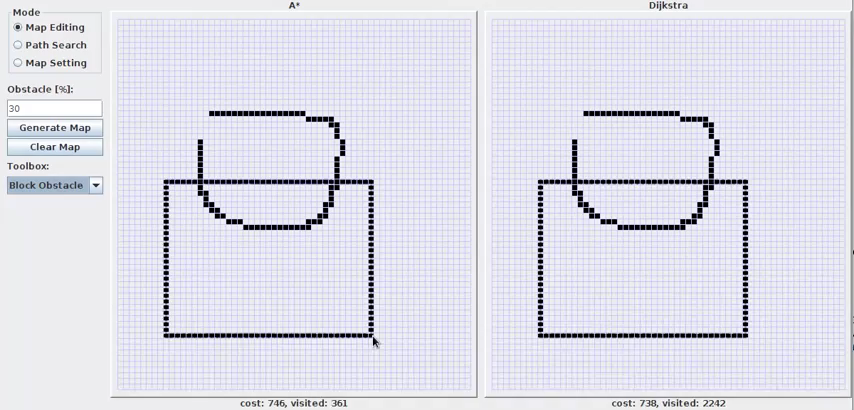 A*
Dijkstra
Mode
Map Editing
Path Search
Map Setting
Obstacle [%]:
30
Generate Map
Clear Map
Toolbox:
Block Obstacle
cost: 746, visited: 361
cost: 738, visited: 2242